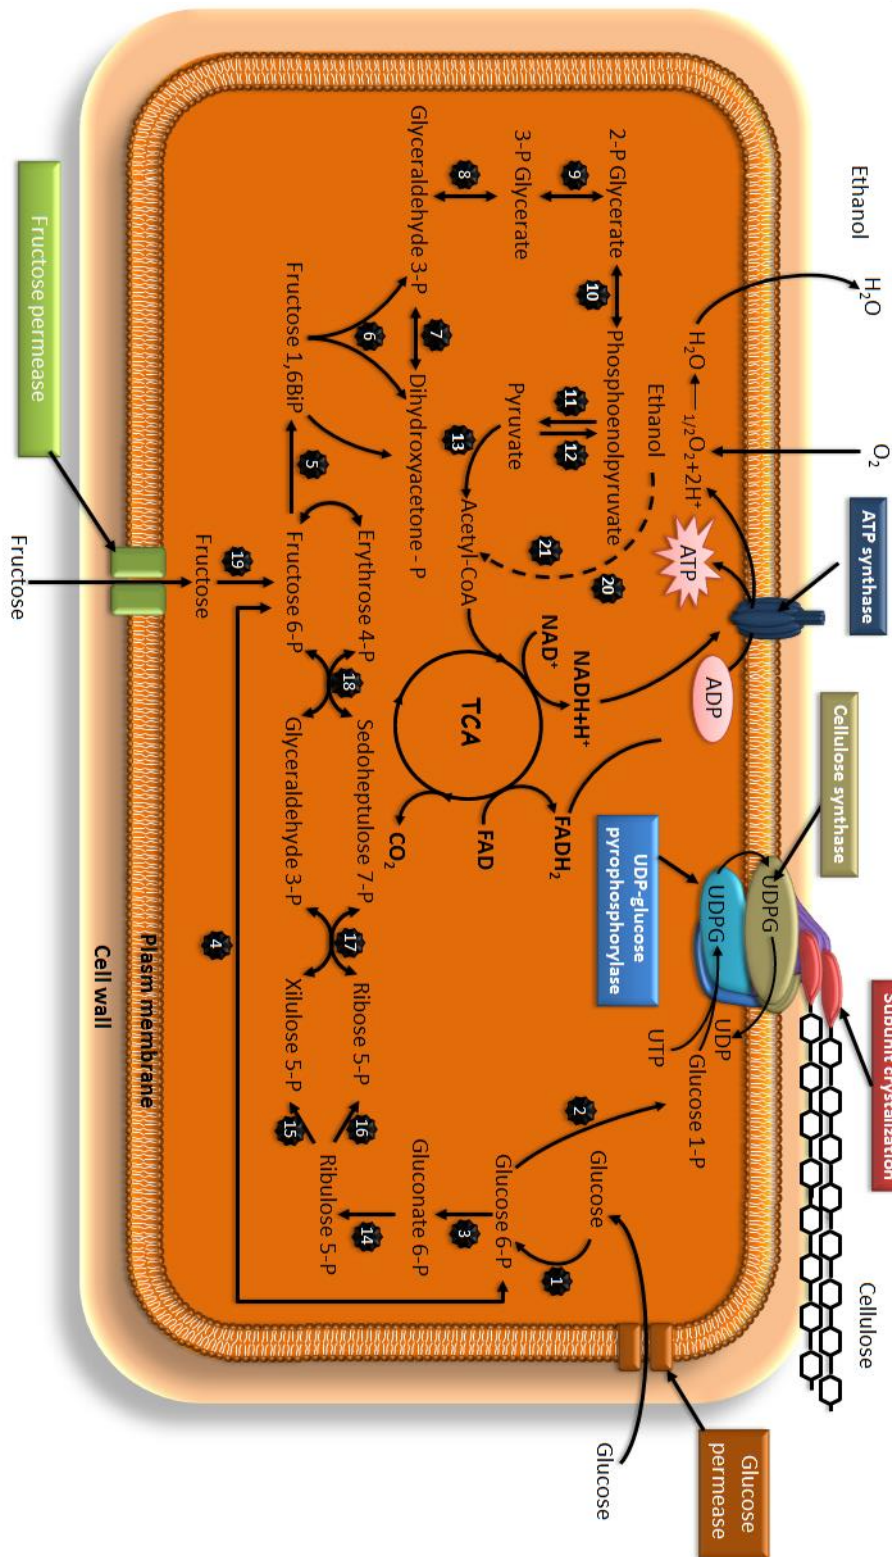 Ethanol
H₂O
O₂
ATP synthase
Cellulose synthase
Subunit crystalization
Cellulose
Glucose
permease
Glucose
H₂O
1/2O₂+2H⁺
ATP
ADP
UDPG
UDPG
UDP
UTP
Glucose 1-P
UDP-glucose
pyrophosphorylase
2-P Glycerate
Phosphoenolpyruvate
Ethanol
3-P Glycerate
Pyruvate
Acetyl-CoA
Glyceraldehyde 3-P
Dihydroxyacetone - P
Fructose 1,6BiP
NAD⁺
NADH+H⁺
TCA
FADH₂
FAD
CO₂
Glucose
Glucose 6-P
Gluconate 6-P
Ribulose 5-P
Erythrose 4-P
Sedoheptulose 7-P
Ribose 5-P
Fructose 6-P
Glyceraldehyde 3-P
Xilulose 5-P
Fructose
1
2
3
4
5
6
7
8
9
10
11
12
13
14
15
16
17
18
19
20
21
Plasm membrane
Cell wall
Fructose permease
Fructose